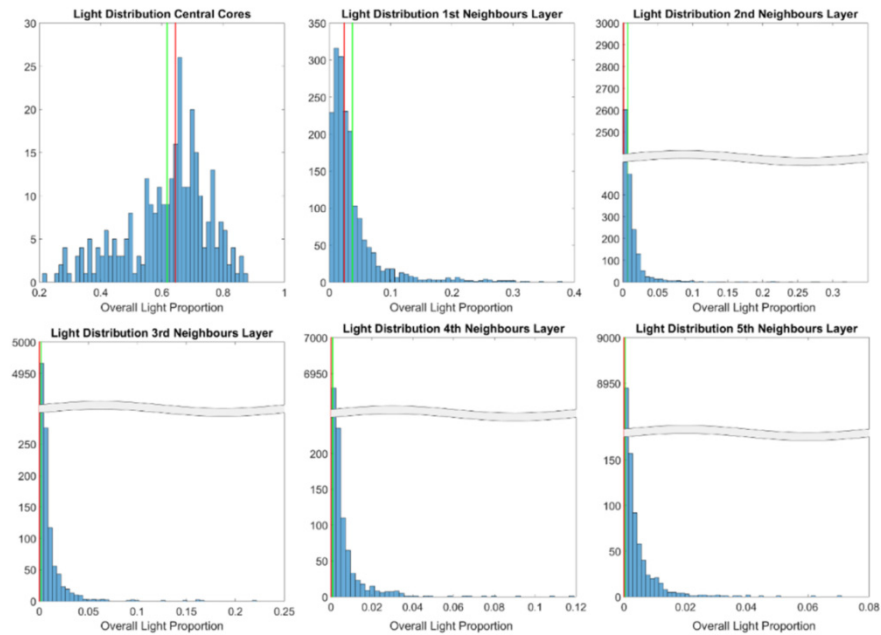 Light Distribution Central Cores
30
25
20
15
10
5
0
0.2 0.4 0.6 0.8 1
Overall Light Proportion
Light Distribution 1st Neighbours Layer
350
300
250
200
150
100
50
0
0 0.1 0.2 0.3 0.4
Overall Light Proportion
Light Distribution 2nd Neighbours Layer
3000
2900
2800
2700
2600
2500
400
300
200
100
0
0 0.05 0.1 0.15 0.2 0.25 0.3
Overall Light Proportion
Light Distribution 3rd Neighbours Layer
5000
4950
250
200
150
100
50
0
0 0.05 0.1 0.15 0.2 0.25
Overall Light Proportion
Light Distribution 4th Neighbours Layer
7000
6950
200
150
100
50
0
0 0.02 0.04 0.06 0.08 0.1 0.12
Overall Light Proportion
Light Distribution 5th Neighbours Layer
9000
8950
150
100
50
0
0 0.02 0.04 0.06 0.08
Overall Light Proportion